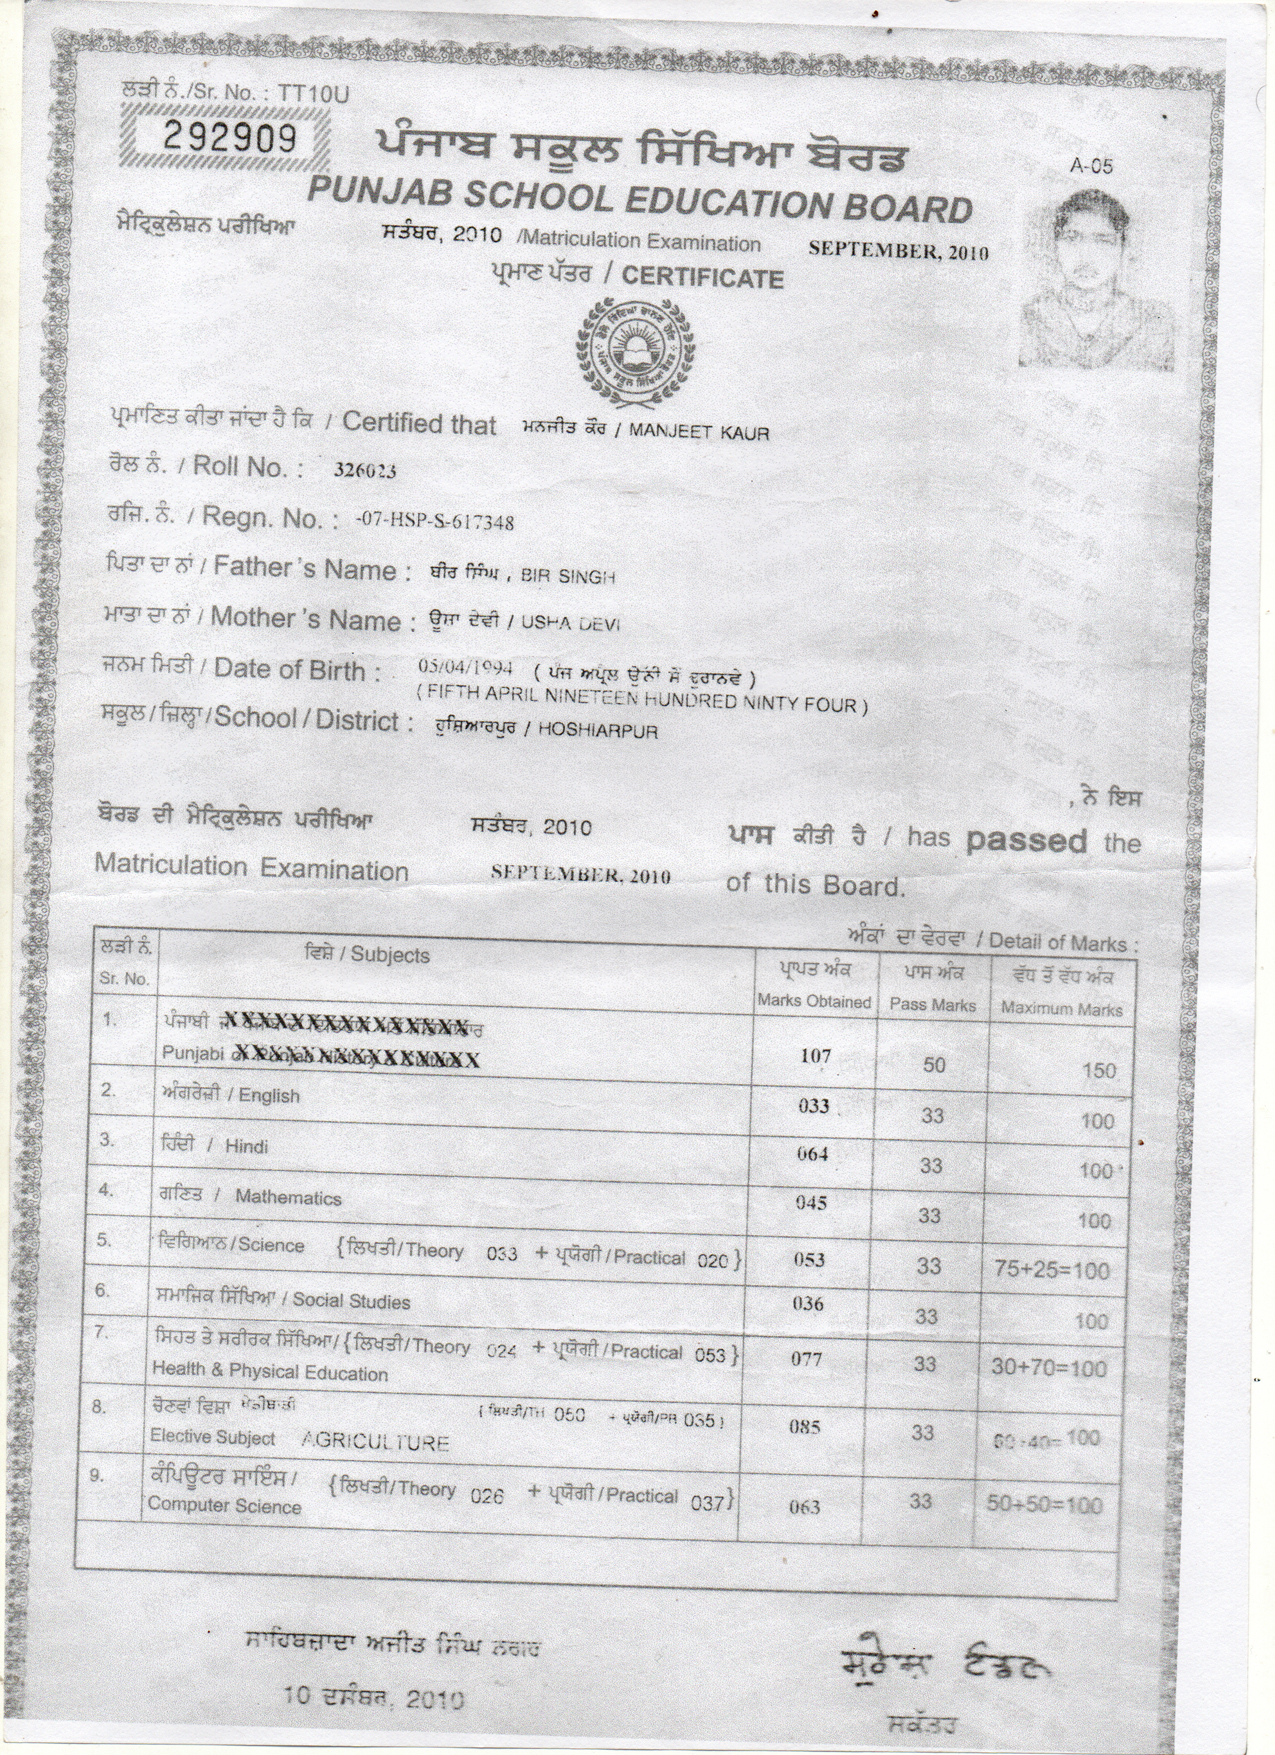 ਲੜੀ ਨੰ./Sr. No. : TT10U
292909
ਪੰਜਾਬ ਸਕੂਲ ਸਿੱਖਿਆ ਬੋਰਡ
A-05
PUNJAB SCHOOL EDUCATION BOARD
ਮੈਟ੍ਰਿਕੁਲੇਸ਼ਨ ਪਰੀਖਿਆ ਸਤੰਬਰ, 2010 /Matriculation Examination SEPTEMBER, 2010
ਪ੍ਰਮਾਣ ਪੱਤਰ / CERTIFICATE
ਪ੍ਰਮਾਣਿਤ ਕੀਤਾ ਜਾਂਦਾ ਹੈ ਕਿ / Certified that ਮਨਜੀਤ ਕੌਰ / MANJEET KAUR
ਰੋਲ ਨੰ. / Roll No. : 326023
ਰਜਿ. ਨੰ. / Regn. No. : -07-HSP-S-617348
ਪਿਤਾ ਦਾ ਨਾਂ / Father's Name : ਬੀਰ ਸਿੰਘ , BIR SINGH
ਮਾਤਾ ਦਾ ਨਾਂ / Mother's Name : ਊਸ਼ਾ ਦੇਵੀ / USHA DEVI
ਜਨਮ ਮਿਤੀ / Date of Birth : 05/04/1994 ( ਪੰਜ ਅਪ੍ਰੈਲ ਉੱਨੀ ਸੌ ਚੁਰਾਨਵੇ )
( FIFTH APRIL NINETEEN HUNDRED NINTY FOUR )
ਸਕੂਲ/ਜ਼ਿਲ੍ਹਾ/School / District : ਹੁਸ਼ਿਆਰਪੁਰ / HOSHIARPUR
, ਨੇ ਇਸ
ਬੋਰਡ ਦੀ ਮੈਟ੍ਰਿਕੁਲੇਸ਼ਨ ਪਰੀਖਿਆ ਸਤੰਬਰ, 2010 ਪਾਸ ਕੀਤੀ ਹੈ / has passed the
Matriculation Examination SEPTEMBER, 2010 of this Board.
ਅੰਕਾਂ ਦਾ ਵੇਰਵਾ / Detail of Marks :
ਲੜੀ ਨੰ. ਵਿਸ਼ੇ / Subjects ਪ੍ਰਾਪਤ ਅੰਕ ਪਾਸ ਅੰਕ ਵੱਧ ਤੋਂ ਵੱਧ ਅੰਕ
Sr. No. Marks Obtained Pass Marks Maximum Marks
1. ਪੰਜਾਬੀ XXXXXXXXXXXXXXX
Punjabi XXXXXXXXXXXXXXX 107 50 150
2. ਅੰਗਰੇਜ਼ੀ / English 033 33 100
3. ਹਿੰਦੀ / Hindi 064 33 100
4. ਗਣਿਤ / Mathematics 045 33 100
5. ਵਿਗਿਆਨ/Science {ਲਿਖਤੀ/Theory 033 + ਪ੍ਰਯੋਗੀ/Practical 020} 053 33 75+25=100
6. ਸਮਾਜਿਕ ਸਿੱਖਿਆ / Social Studies 036 33 100
7. ਸਿਹਤ ਤੇ ਸਰੀਰਕ ਸਿੱਖਿਆ/{ਲਿਖਤੀ/Theory 024 + ਪ੍ਰਯੋਗੀ/Practical 053} 077 33 30+70=100
Health & Physical Education
8. ਚੋਣਵਾਂ ਵਿਸ਼ਾ ਖੇਤੀਬਾੜੀ {ਲਿਖਤੀ/TH 050 + ਪ੍ਰਯੋਗੀ/PR 035} 085 33 60+40=100
Elective Subject AGRICULTURE
9. ਕੰਪਿਊਟਰ ਸਾਇੰਸ/ {ਲਿਖਤੀ/Theory 026 + ਪ੍ਰਯੋਗੀ/Practical 037} 063 33 50+50=100
Computer Science
ਸਾਹਿਬਜ਼ਾਦਾ ਅਜੀਤ ਸਿੰਘ ਨਗਰ
10 ਦਸੰਬਰ, 2010
ਸਕੱਤਰ